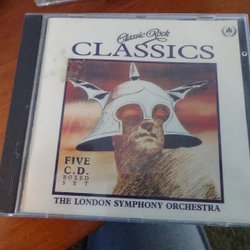 Classic Rock
CLASSICS
FIVE
C.D.
BOXED
SET
THE LONDON SYMPHONY ORCHESTRA